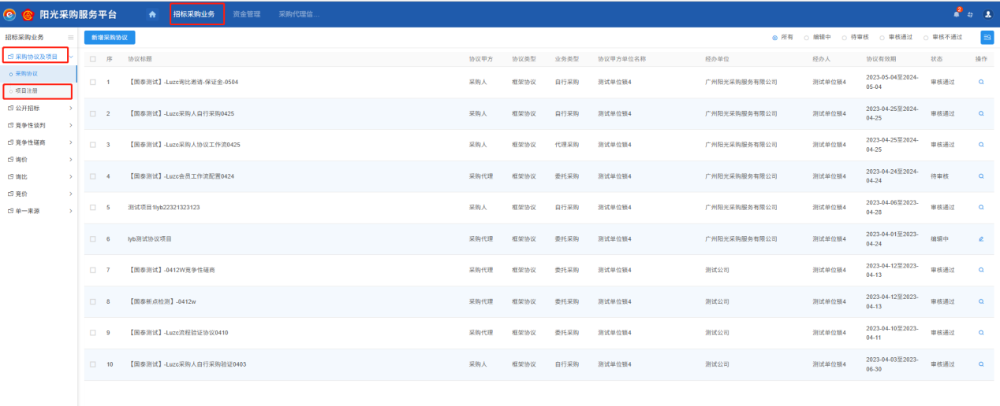 阳光采购服务平台 招标采购业务 资金管理 采购代理信... 2
招标采购业务
采购协议及项目
采购协议
项目注册
公开招标
竞争性谈判
竞争性磋商
询价
询比
竞价
单一来源
新增采购协议 所有 编辑中 待审核 审核通过 审核不通过
序 协议标题 协议甲方 协议类型 业务类型 协议甲方单位名称 经办单位 经办人 协议有效期 状态 操作
1 【国泰测试】-Luzc询比邀请-保证金-0504 采购人 框架协议 自行采购 测试单位锁4 广州阳光采购服务有限公司 测试单位锁4 2023-05-04至2024-05-04 审核通过
2 【国泰测试】-Luzc采购人自行采购0425 采购人 框架协议 自行采购 测试单位锁4 广州阳光采购服务有限公司 测试单位锁4 2023-04-25至2024-04-25 审核通过
3 【国泰测试】-Luzc采购人协议工作流0425 采购人 框架协议 代理采购 测试单位锁4 广州阳光采购服务有限公司 测试单位锁4 2023-04-25至2024-04-25 审核通过
4 【国泰测试】-Luzc会员工作流配置0424 采购代理 框架协议 委托采购 测试单位锁4 广州阳光采购服务有限公司 测试单位锁4 2023-04-24至2024-04-24 待审核
5 测试项目1lyb22321323123 采购人 框架协议 自行采购 测试单位锁4 广州阳光采购服务有限公司 测试单位锁4 2023-04-06至2023-04-28 审核通过
6 lyb测试协议项目 采购代理 框架协议 委托采购 测试单位锁4 广州阳光采购服务有限公司 测试单位锁4 2023-04-01至2023-04-24 编辑中
7 【国泰测试】-0412W竞争性磋商 采购代理 框架协议 委托采购 测试单位锁4 测试公司 测试单位锁4 2023-04-12至2023-04-13 审核通过
8 【国泰新点检测】-0412w 采购代理 框架协议 委托采购 测试单位锁4 测试公司 测试单位锁4 2023-04-12至2023-04-13 审核通过
9 【国泰测试】-Luzc流程验证协议0410 采购代理 框架协议 委托采购 测试单位锁4 测试公司 测试单位锁4 2023-04-10至2023-04-11 审核通过
10 【国泰测试】-Luzc采购人自行采购验证0403 采购人 框架协议 自行采购 测试单位锁4 测试公司 测试单位锁4 2023-04-03至2023-06-30 审核通过